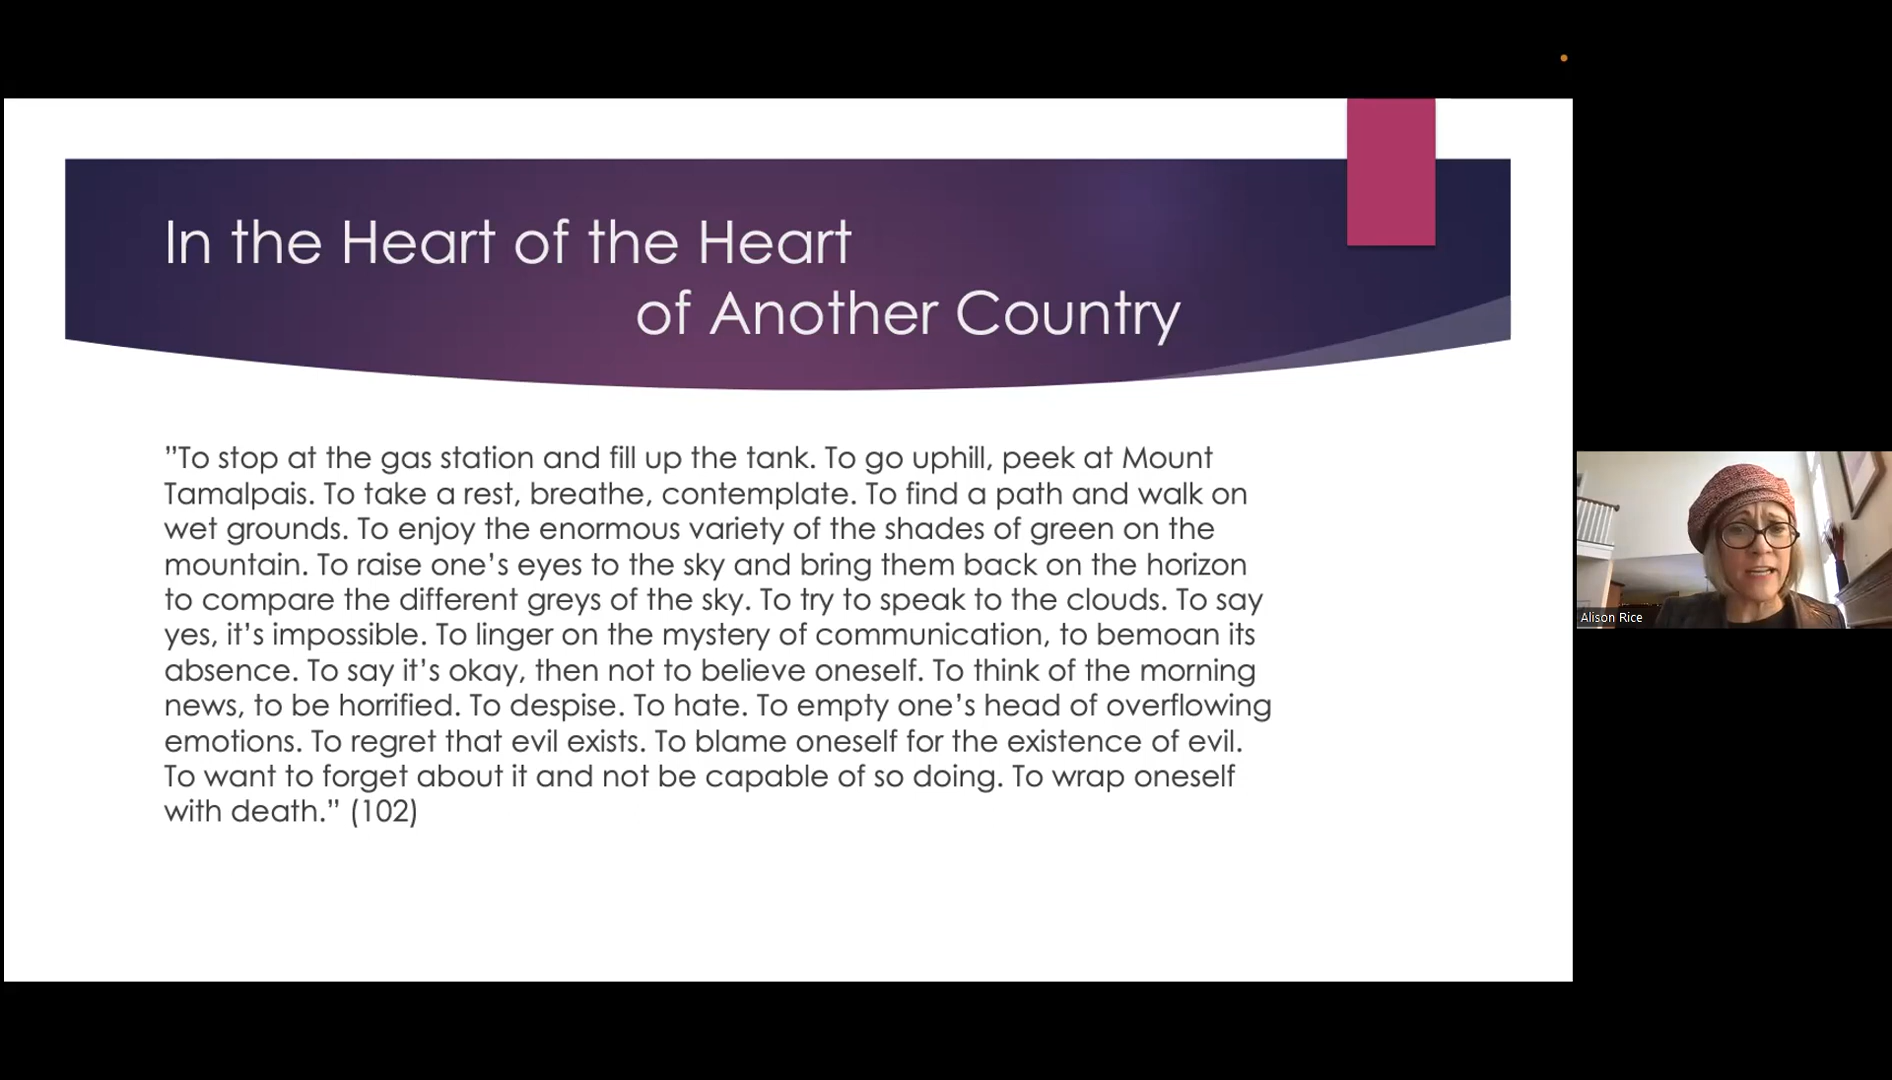 In the Heart of the Heart
of Another Country
”To stop at the gas station and fill up the tank. To go uphill, peek at Mount
Tamalpais. To take a rest, breathe, contemplate. To find a path and walk on
wet grounds. To enjoy the enormous variety of the shades of green on the
mountain. To raise one’s eyes to the sky and bring them back on the horizon
to compare the different greys of the sky. To try to speak to the clouds. To say
yes, it’s impossible. To linger on the mystery of communication, to bemoan its
absence. To say it’s okay, then not to believe oneself. To think of the morning
news, to be horrified. To despise. To hate. To empty one’s head of overflowing
emotions. To regret that evil exists. To blame oneself for the existence of evil.
To want to forget about it and not be capable of so doing. To wrap oneself
with death.” (102)
Alison Rice